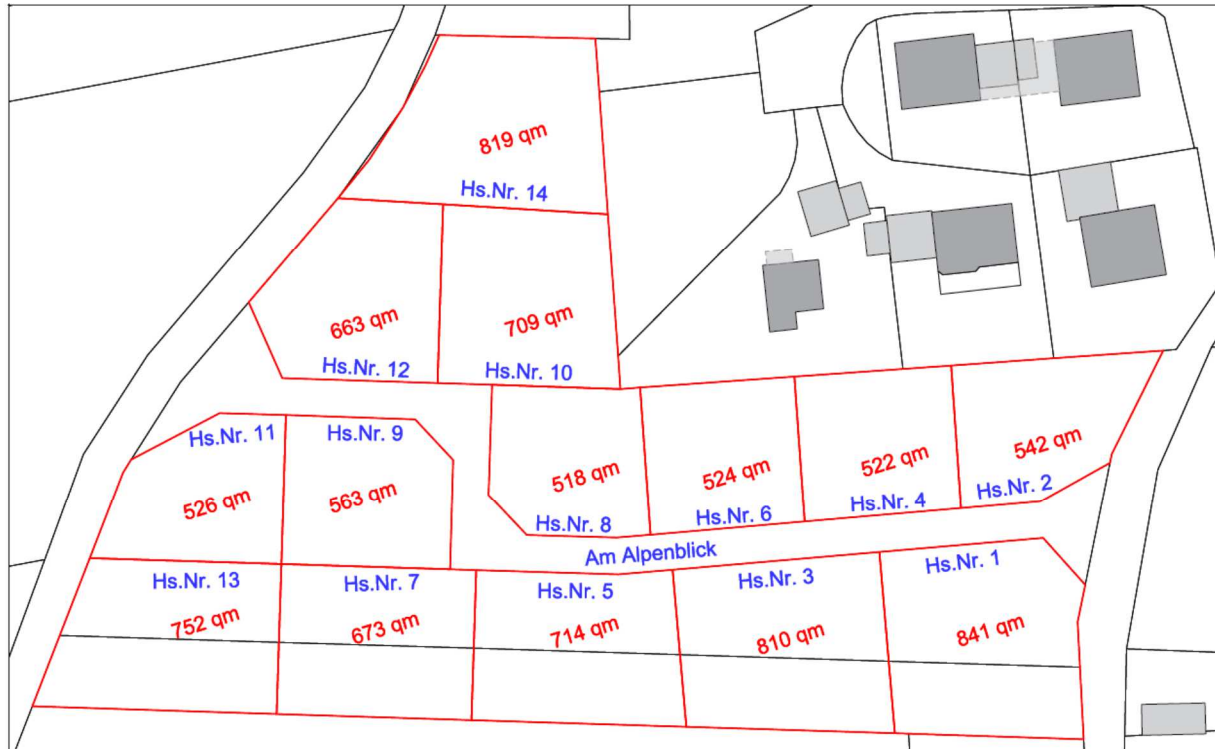 819 qm
Hs.Nr. 14
663 qm
709 qm
Hs.Nr. 12
Hs.Nr. 10
Hs.Nr. 11
Hs.Nr. 9
526 qm
563 qm
518 qm
524 qm
522 qm
542 qm
Hs.Nr. 8
Hs.Nr. 6
Hs.Nr. 4
Hs.Nr. 2
Am Alpenblick
Hs.Nr. 13
Hs.Nr. 7
Hs.Nr. 5
Hs.Nr. 3
Hs.Nr. 1
752 qm
673 qm
714 qm
810 qm
841 qm